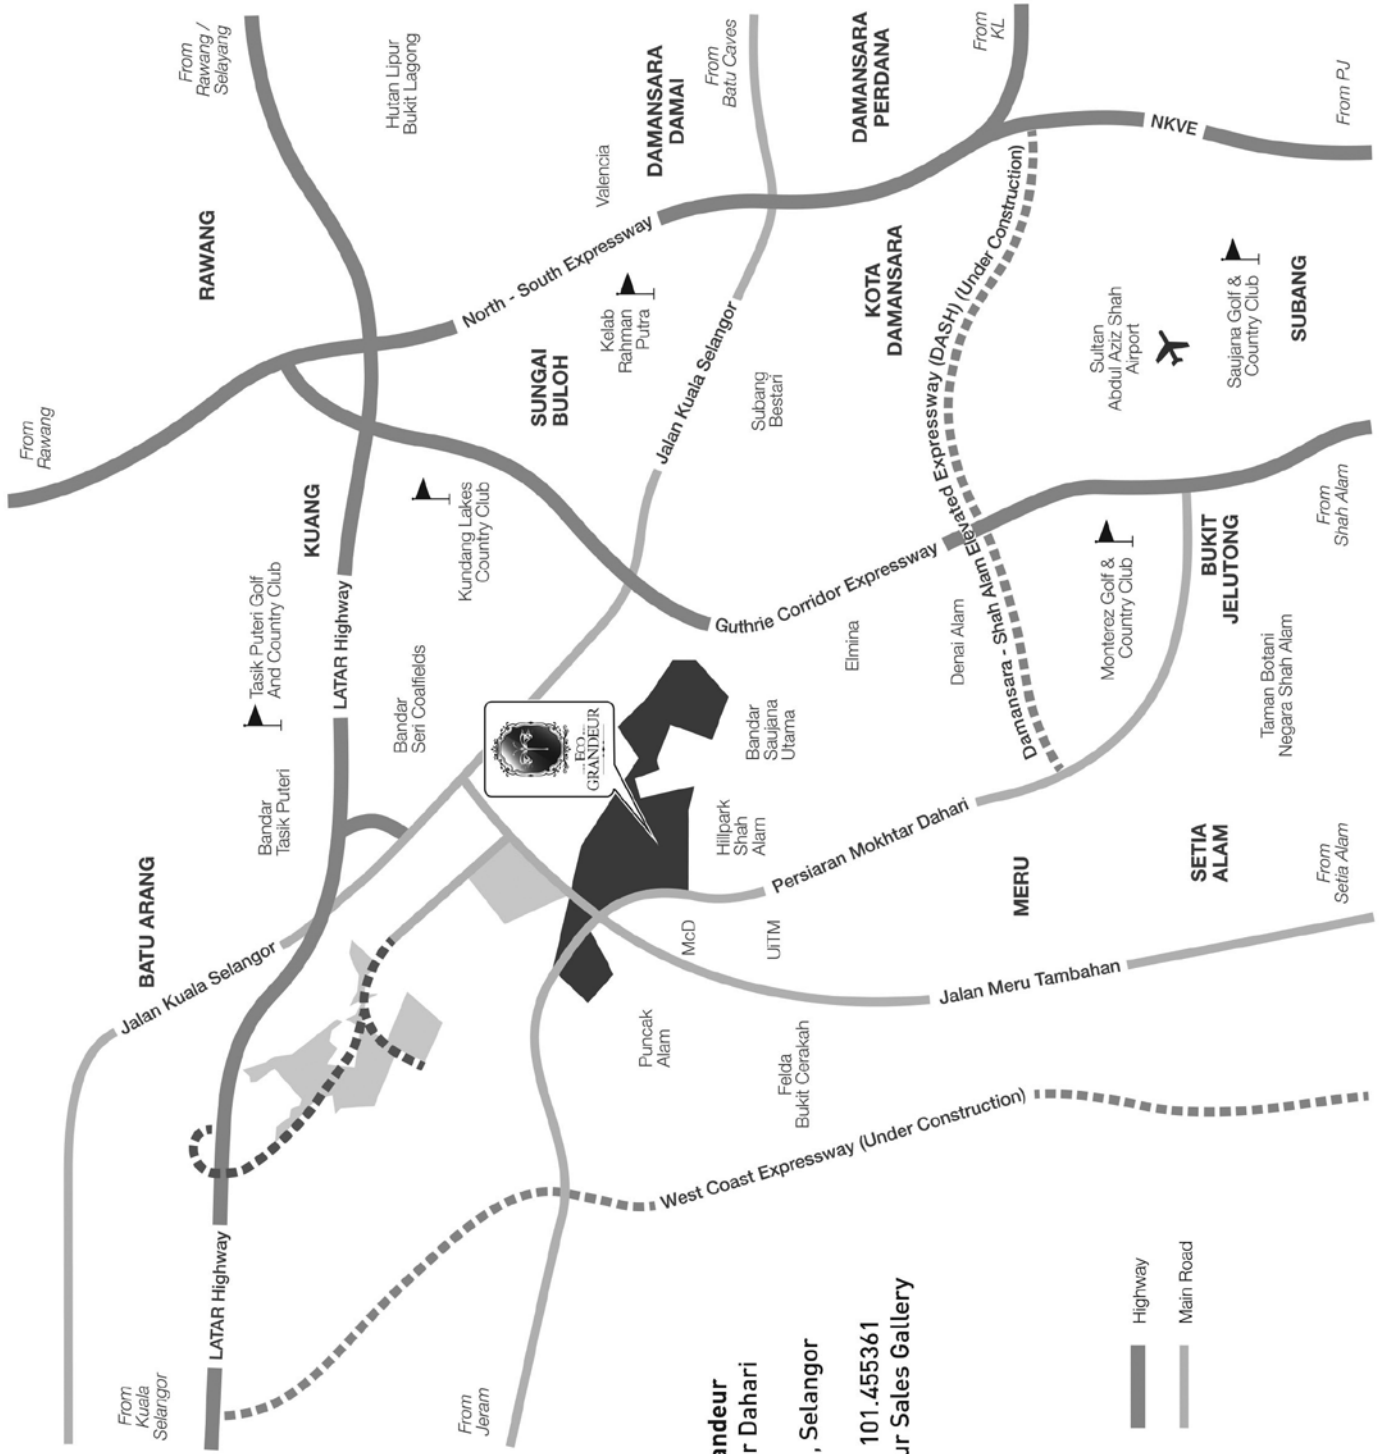 From
Kuala
Selangor
LATAR Highway
Jalan Kuala Selangor
BATU ARANG
Bandar
Tasik Puteri
Tasik Puteri Golf
And Country Club
LATAR Highway
KUANG
From
Rawang
RAWANG
From
Rawang /
Selayang
Hutan Lipur
Bukit Lagong
Bandar
Seri Coalfields
Kundang Lakes
Country Club
North - South Expressway
From
Jeram
ECO
GRANDEUR
SUNGAI
BULOH
Kelab
Rahman
Putra
Valencia
DAMANSARA
DAMAI
From
Batu Caves
Jalan Kuala Selangor
Puncak
Alam
McD
Hillpark
Shah
Alam
Bandar
Saujana
Utama
Guthrie Corridor Expressway
Subang
Bestari
West Coast Expressway (Under Construction)
Felda
Bukit Cerakah
UiTM
Persiaran Mokhtar Dahari
Elmina
KOTA
DAMANSARA
DAMANSARA
PERDANA
Denai Alam
Damansara - Shah Alam Elevated Expressway (DASH) (Under Construction)
From
KL
Jalan Meru Tambahan
MERU
Monterez Golf &
Country Club
Sultan
Abdul Aziz Shah
Airport
NKVE
SETIA
ALAM
BUKIT
JELUTONG
Saujana Golf &
Country Club
Taman Botani
Negara Shah Alam
SUBANG
From
Setia Alam
From
Shah Alam
From PJ
andeur
r Dahari
, Selangor
101.455361
ur Sales Gallery
Highway
Main Road